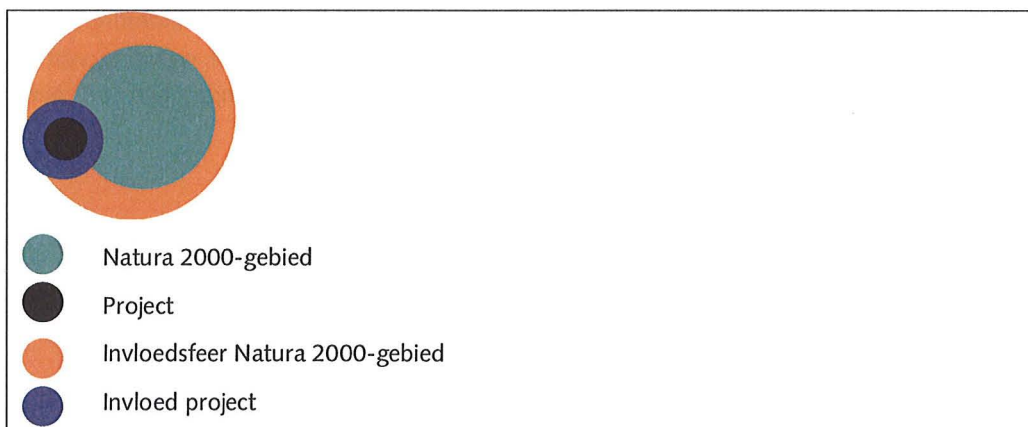 Natura 2000-gebied
Project
Invloedsfeer Natura 2000-gebied
Invloed project